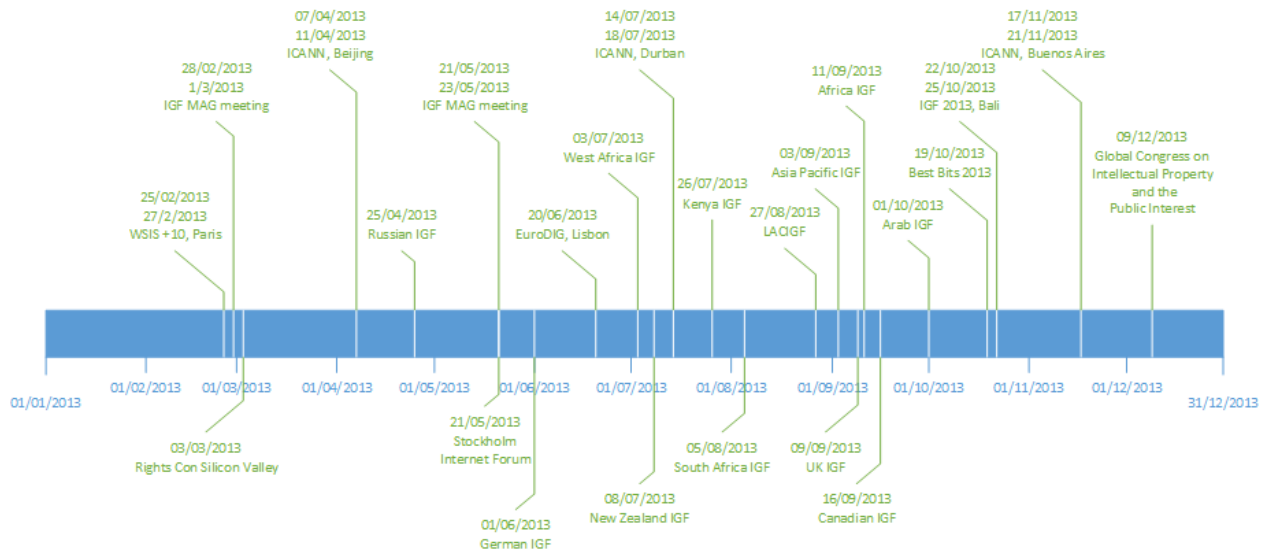 07/04/2013
11/04/2013
ICANN, Beijing
14/07/2013
18/07/2013
ICANN, Durban
17/11/2013
21/11/2013
ICANN, Buenos Aires
28/02/2013
1/3/2013
IGF MAG meeting
21/05/2013
23/05/2013
IGF MAG meeting
11/09/2013
Africa IGF
22/10/2013
25/10/2013
IGF 2013, Bali
03/07/2013
West Africa IGF
03/09/2013
Asia Pacific IGF
19/10/2013
Best Bits 2013
09/12/2013
Global Congress on
Intellectual Property
and the
Public Interest
25/02/2013
27/2/2013
WSIS +10, Paris
25/04/2013
Russian IGF
20/06/2013
EuroDIG, Lisbon
26/07/2013
Kenya IGF
27/08/2013
LACIGF
01/10/2013
Arab IGF
01/01/2013
01/02/2013
01/03/2013
01/04/2013
01/05/2013
01/06/2013
01/07/2013
01/08/2013
01/09/2013
01/10/2013
01/11/2013
01/12/2013
31/12/2013
03/03/2013
Rights Con Silicon Valley
21/05/2013
Stockholm
Internet Forum
05/08/2013
South Africa IGF
09/09/2013
UK IGF
08/07/2013
New Zealand IGF
16/09/2013
Canadian IGF
01/06/2013
German IGF